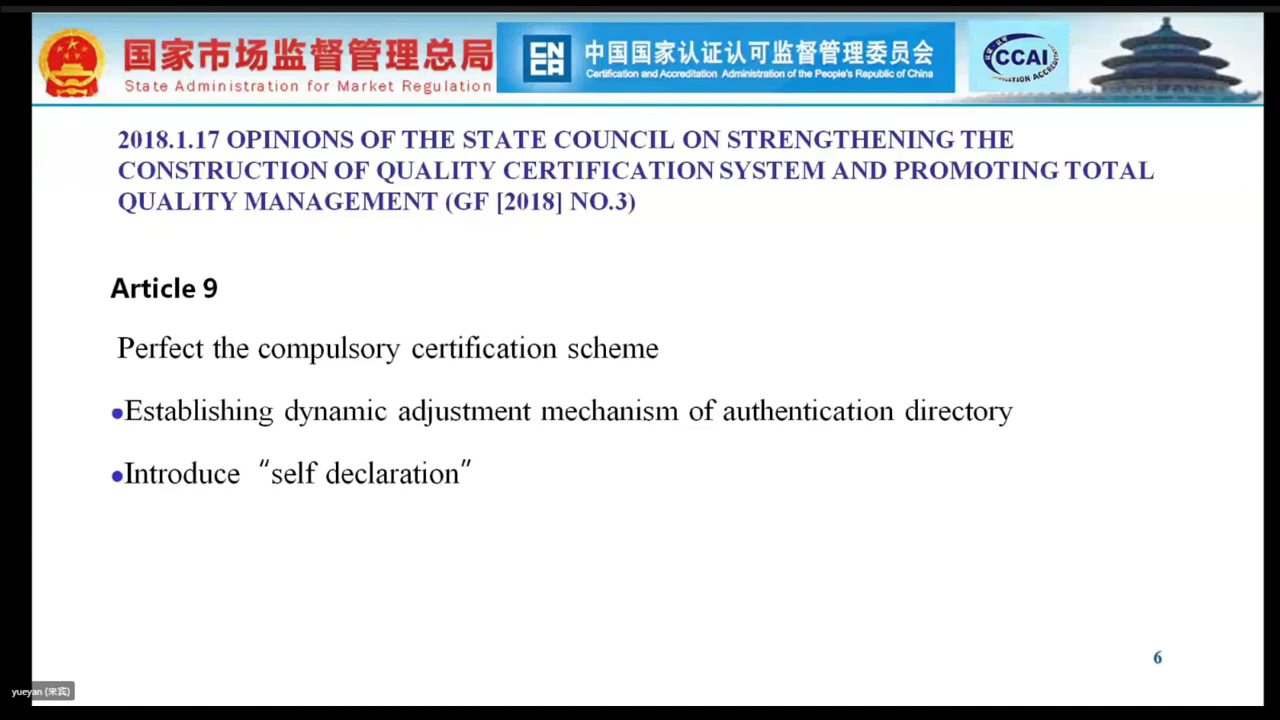 国家市场监督管理总局
State Administration for Market Regulation
CNCA
中国国家认证认可监督管理委员会
Certification and Accreditation Administration of the People's Republic of China
CCAI
2018.1.17 OPINIONS OF THE STATE COUNCIL ON STRENGTHENING THE
CONSTRUCTION OF QUALITY CERTIFICATION SYSTEM AND PROMOTING TOTAL
QUALITY MANAGEMENT (GF [2018] NO.3)
Article 9
Perfect the compulsory certification scheme
●Establishing dynamic adjustment mechanism of authentication directory
●Introduce “self declaration”
6
yueyan (来宾)